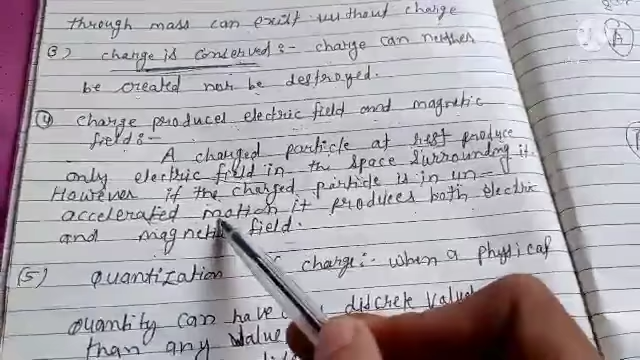 through mass can exist without charge
(3) charge is conserved:- charge can neither
be created nor be destroyed.
(4) charge produces electric field and magnetic
field:-
A charged particle at rest produce
only electric field in the space surrounding it.
However if the charged particle is in un-
accelerated motion it produces both electric
and magnetic field.
(5) Quantization charge:- when a physical
quantity can have discrete
than any value